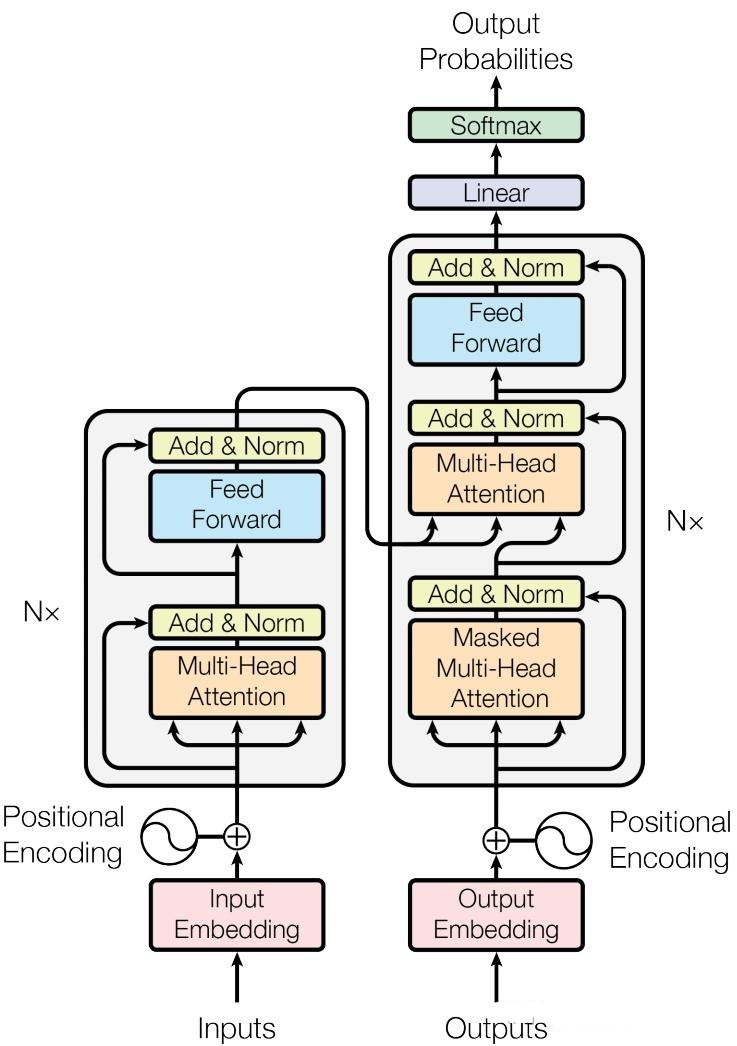 Output
Probabilities
Softmax
Linear
Add & Norm
Feed
Forward
Add & Norm
Multi-Head
Attention
N×
Add & Norm
Masked
Multi-Head
Attention
Add & Norm
Feed
Forward
N×
Add & Norm
Multi-Head
Attention
Positional
Encoding
Positional
Encoding
Input
Embedding
Output
Embedding
Inputs
Outputs